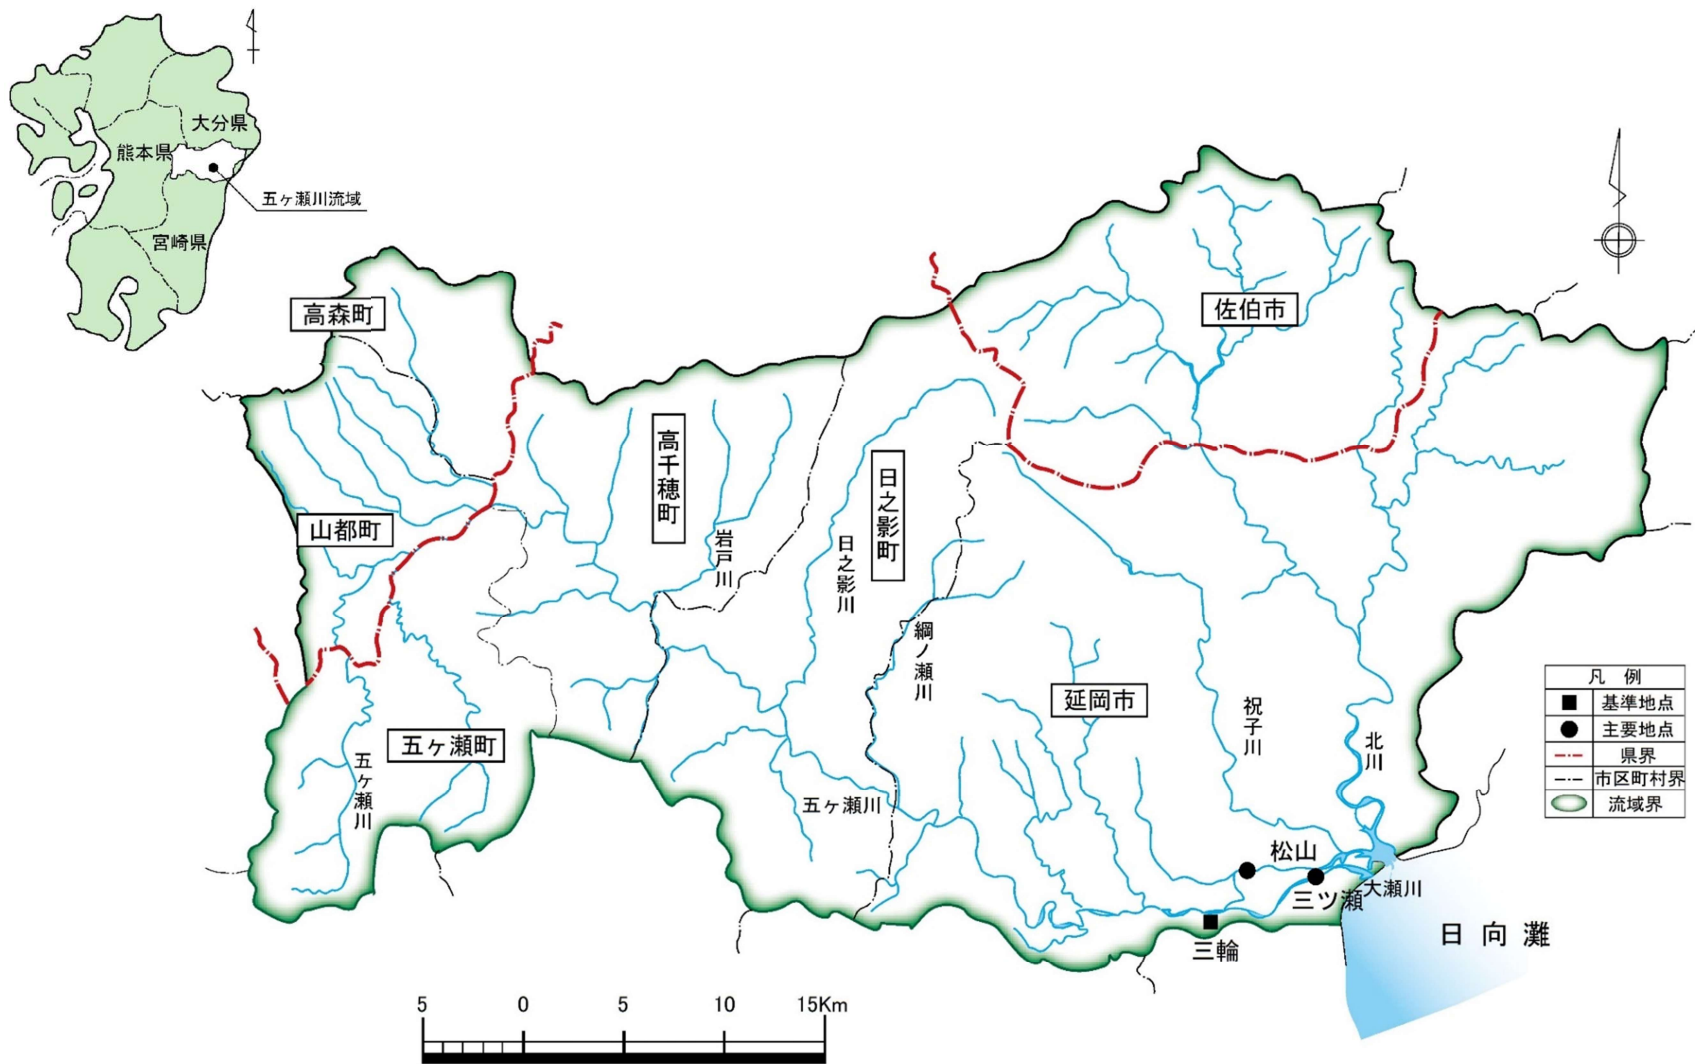 大分県
熊本県
五ヶ瀬川流域
宮崎県
高森町
佐伯市
高千穂町
日之影町
山都町
岩戸川
日之影川
綱ノ瀬川
延岡市
祝子川
北川
五ヶ瀬町
五ヶ瀬川
五ヶ瀬川
松山
三ツ瀬
大瀬川
三輪
日向灘
凡 例
基準地点
主要地点
県界
市区町村界
流域界
5 0 5 10 15Km